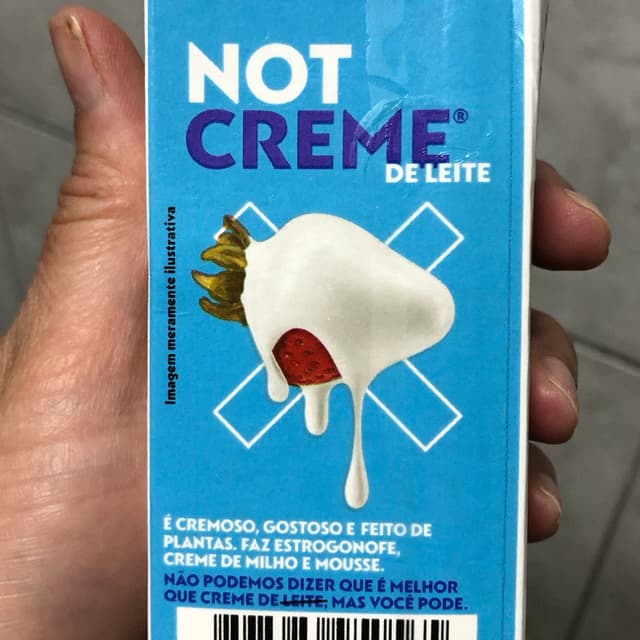 NOT
CREME®
DE LEITE
Imagem meramente ilustrativa
É CREMOSO, GOSTOSO E FEITO DE
PLANTAS. FAZ ESTROGONOFE,
CREME DE MILHO E MOUSSE.
NÃO PODEMOS DIZER QUE É MELHOR
QUE CREME DE LEITE, MAS VOCÊ PODE.